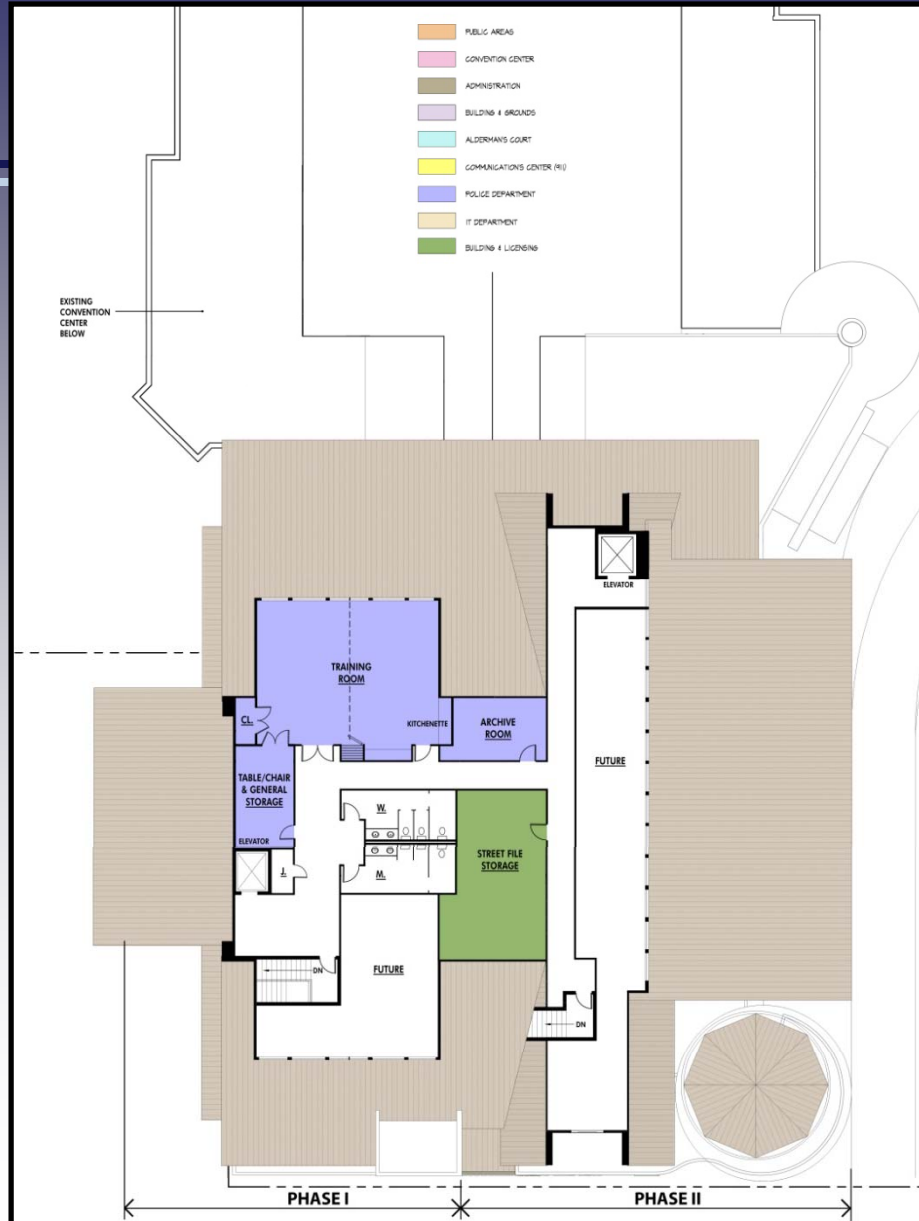 PUBLIC AREAS
CONVENTION CENTER
ADMINISTRATION
BUILDING & GROUNDS
ALDERMAN'S COURT
COMMUNICATION'S CENTER (911)
POLICE DEPARTMENT
IT DEPARTMENT
BUILDING & LICENSING
EXISTING
CONVENTION
CENTER
BELOW
ELEVATOR
TRAINING
ROOM
CL.
KITCHENETTE
ARCHIVE
ROOM
FUTURE
TABLE/CHAIR
& GENERAL
STORAGE
ELEVATOR
W.
J.
M.
STREET FILE
STORAGE
DN
FUTURE
DN
PHASE I
PHASE II